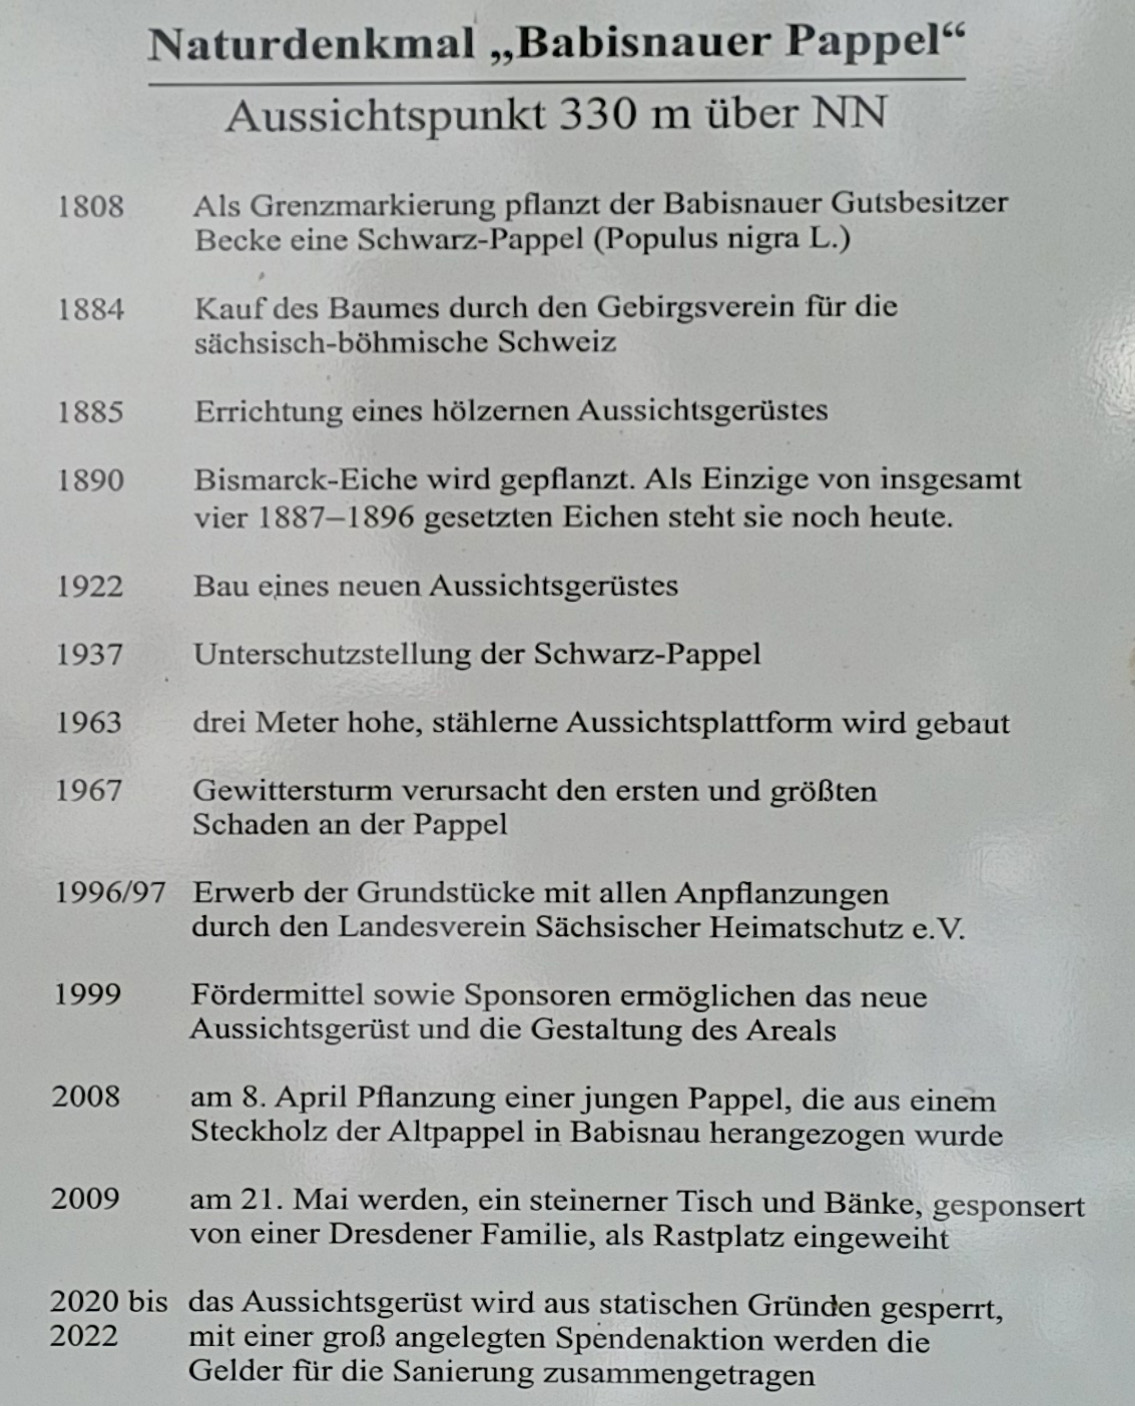 Naturdenkmal „Babisnauer Pappel“
Aussichtspunkt 330 m über NN
1808 Als Grenzmarkierung pflanzt der Babisnauer Gutsbesitzer
Becke eine Schwarz-Pappel (Populus nigra L.)
1884 Kauf des Baumes durch den Gebirgsverein für die
sächsisch-böhmische Schweiz
1885 Errichtung eines hölzernen Aussichtsgerüstes
1890 Bismarck-Eiche wird gepflanzt. Als Einzige von insgesamt
vier 1887–1896 gesetzten Eichen steht sie noch heute.
1922 Bau eines neuen Aussichtsgerüstes
1937 Unterschutzstellung der Schwarz-Pappel
1963 drei Meter hohe, stählerne Aussichtsplattform wird gebaut
1967 Gewittersturm verursacht den ersten und größten
Schaden an der Pappel
1996/97 Erwerb der Grundstücke mit allen Anpflanzungen
durch den Landesverein Sächsischer Heimatschutz e.V.
1999 Fördermittel sowie Sponsoren ermöglichen das neue
Aussichtsgerüst und die Gestaltung des Areals
2008 am 8. April Pflanzung einer jungen Pappel, die aus einem
Steckholz der Altpappel in Babisnau herangezogen wurde
2009 am 21. Mai werden, ein steinerner Tisch und Bänke, gesponsert
von einer Dresdener Familie, als Rastplatz eingeweiht
2020 bis das Aussichtsgerüst wird aus statischen Gründen gesperrt,
2022 mit einer groß angelegten Spendenaktion werden die
Gelder für die Sanierung zusammengetragen